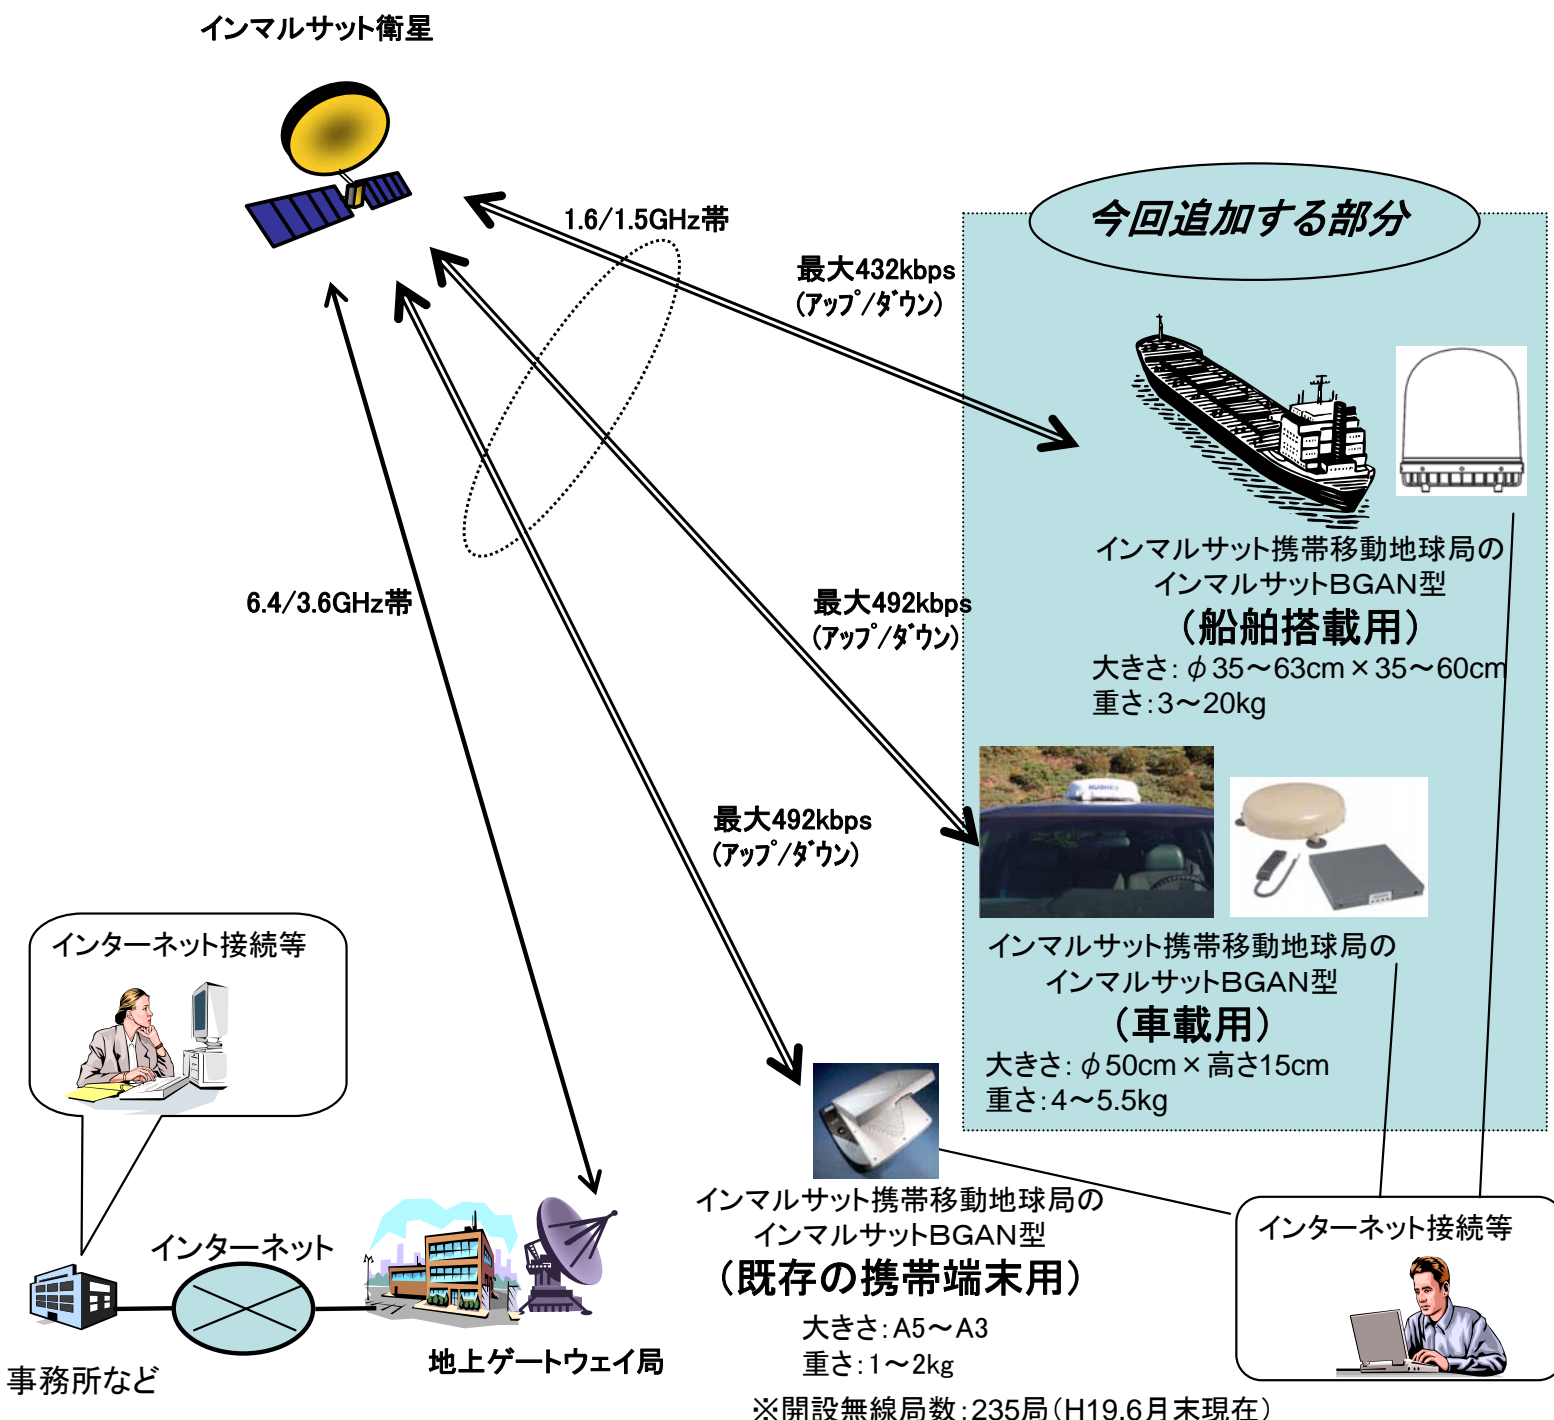 インマルサット衛星
1.6/1.5GHz帯
今回追加する部分
最大432kbps
(アップ/ダウン)
インマルサット携帯移動地球局の
インマルサットBGAN型
(船舶搭載用)
大きさ:φ35～63cm×35～60cm
重さ:3～20kg
6.4/3.6GHz帯
最大492kbps
(アップ/ダウン)
最大492kbps
(アップ/ダウン)
HUGHES
インマルサット携帯移動地球局の
インマルサットBGAN型
(車載用)
大きさ:φ50cm×高さ15cm
重さ:4～5.5kg
インターネット接続等
インターネット
事務所など
地上ゲートウェイ局
インマルサット携帯移動地球局の
インマルサットBGAN型
(既存の携帯端末用)
大きさ:A5～A3
重さ:1～2kg
※開設無線局数:235局(H19.6月末現在)
インターネット接続等